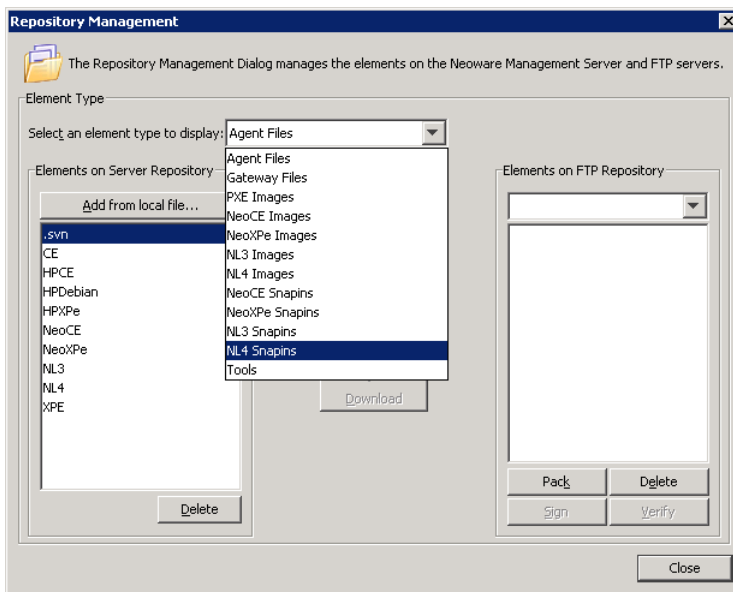 Repository Management
The Repository Management Dialog manages the elements on the Neoware Management Server and FTP servers.
Element Type
Select an element type to display:
Agent Files
Agent Files
Gateway Files
PXE Images
NeoCE Images
NeoXPe Images
NL3 Images
NL4 Images
NeoCE Snapins
NeoXPe Snapins
NL3 Snapins
NL4 Snapins
Tools
Elements on Server Repository
Add from local file...
.svn
CE
HPCE
HPDebian
HPXPe
NeoCE
NeoXPe
NL3
NL4
XPE
Delete
Download
Elements on FTP Repository
Pack
Delete
Sign
Verify
Close